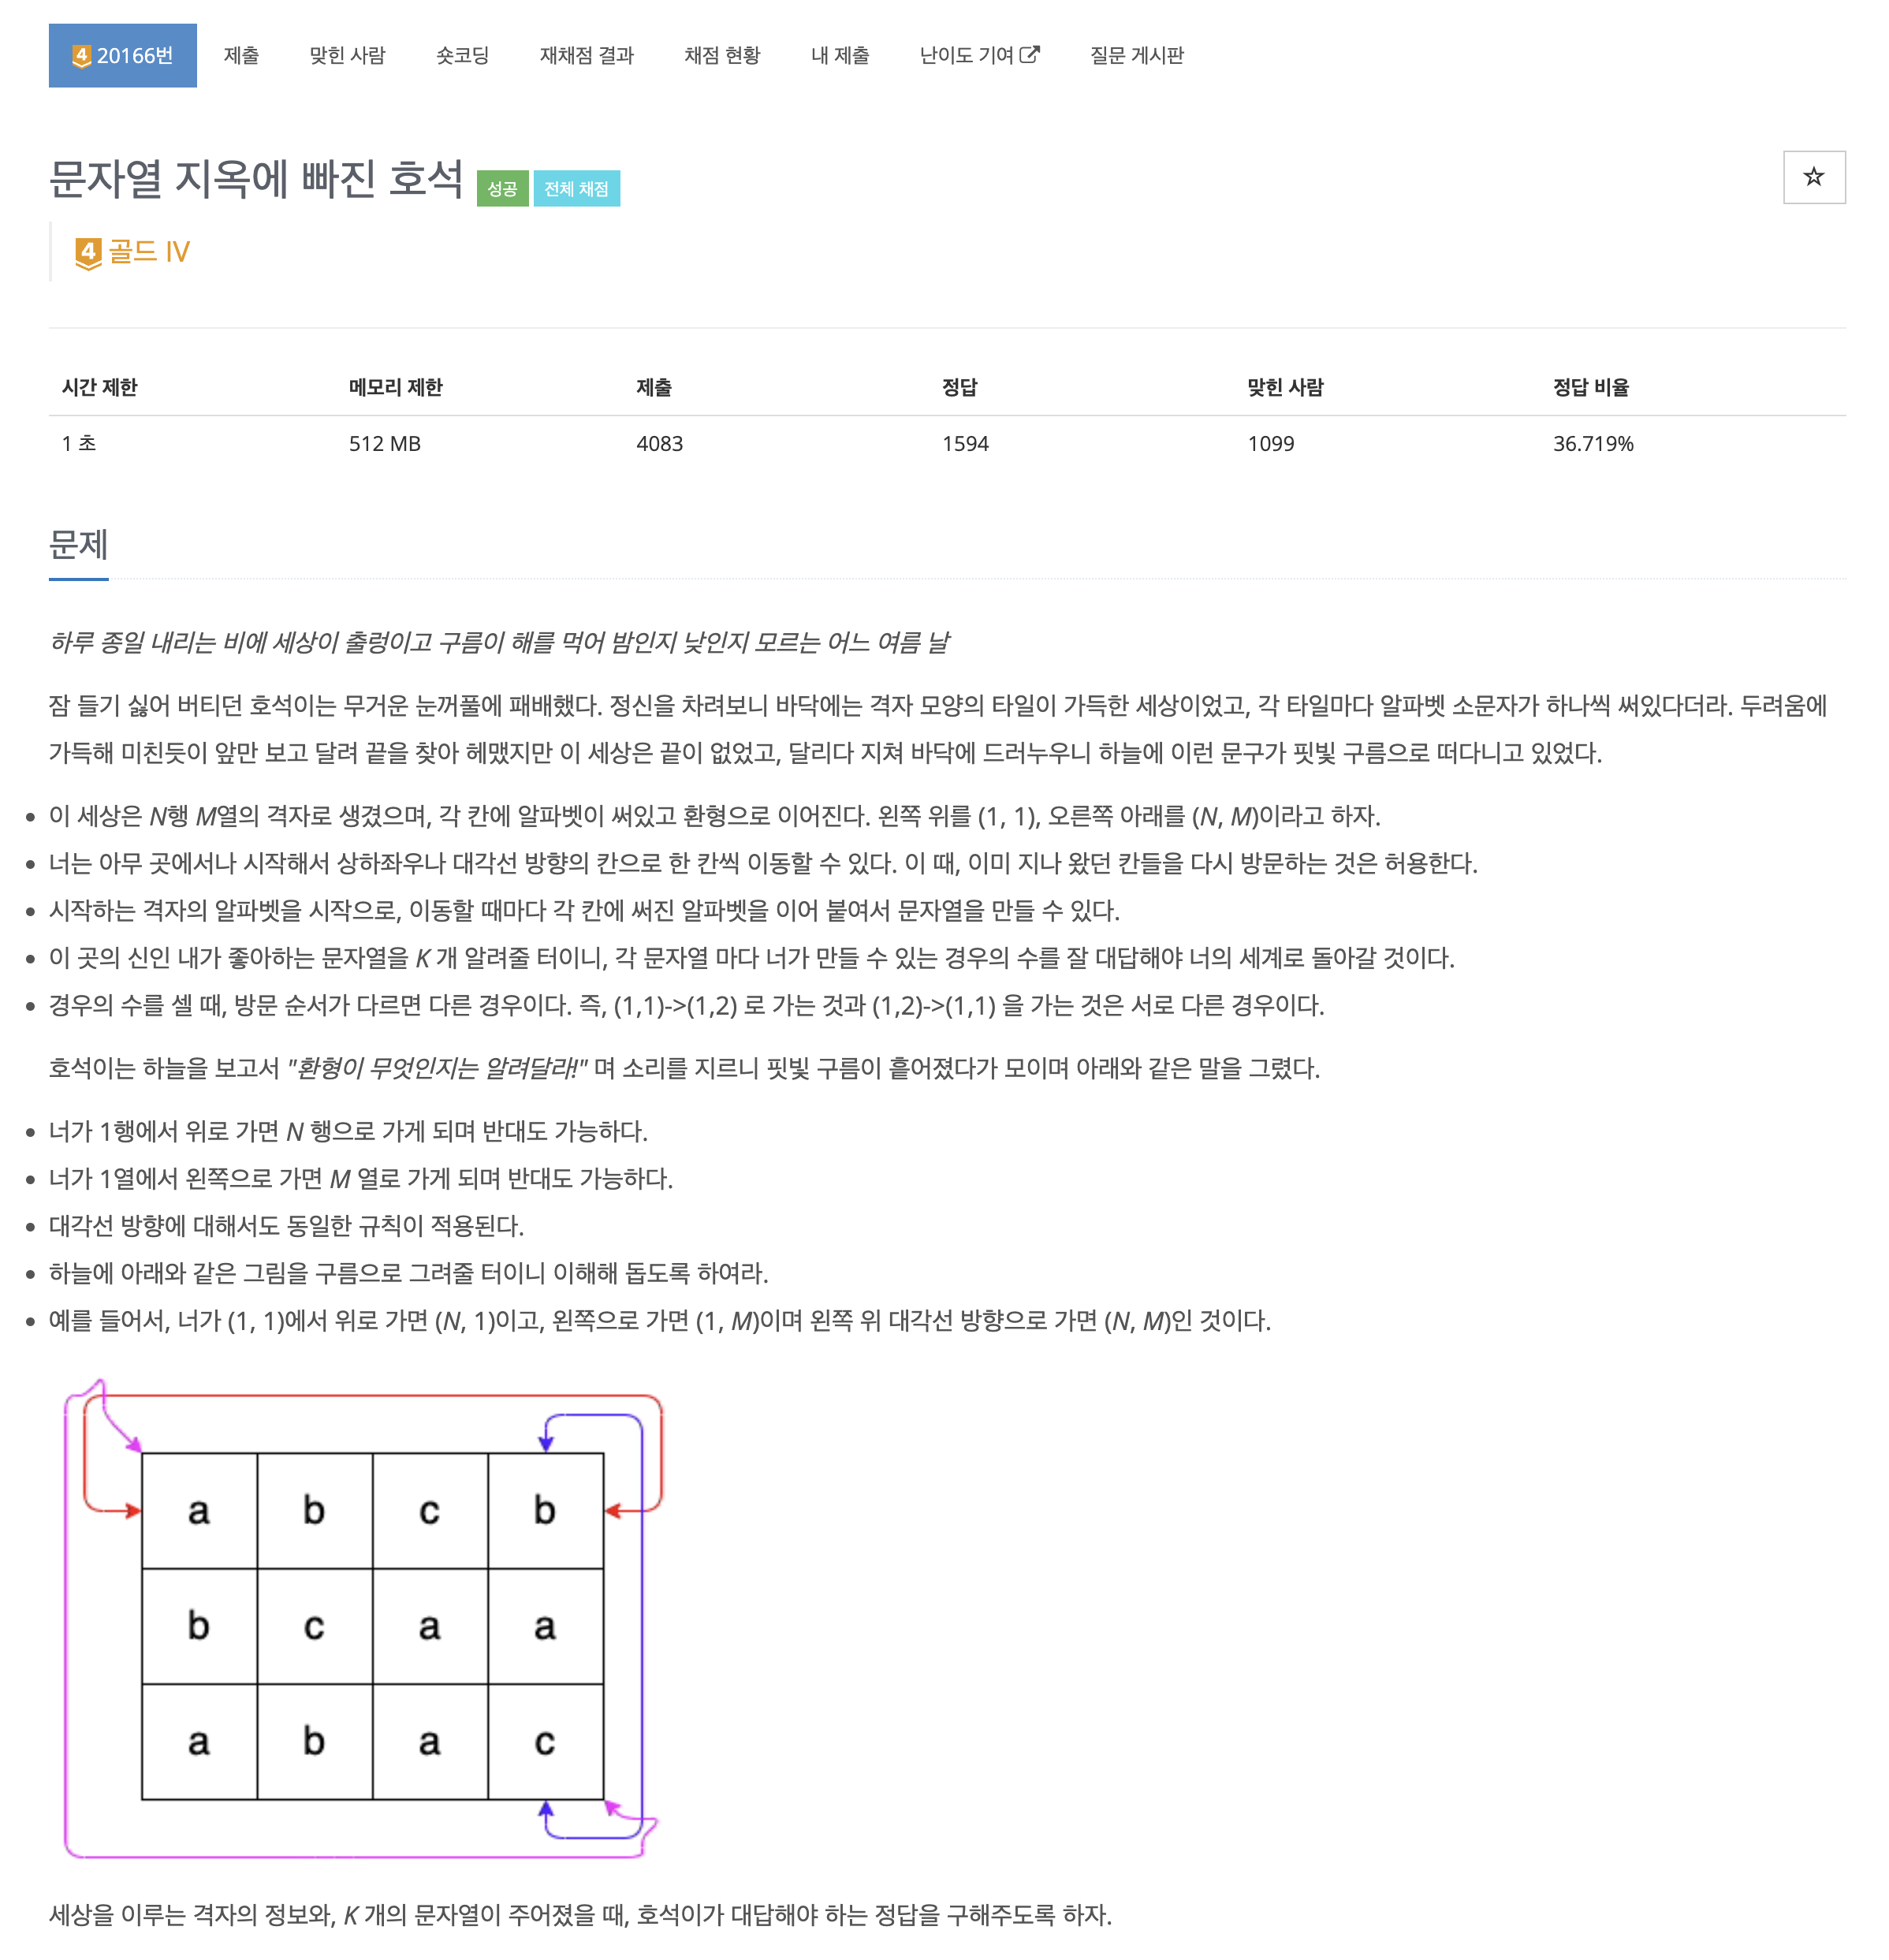 4 20166번 제출 맞힌 사람 숏코딩 재채점 결과 채점 현황 내 제출 난이도 기여 질문 게시판
문자열 지옥에 빠진 호석 성공 전체 채점
4 골드 IV
시간 제한 메모리 제한 제출 정답 맞힌 사람 정답 비율
1 초 512 MB 4083 1594 1099 36.719%
문제
하루 종일 내리는 비에 세상이 출렁이고 구름이 해를 먹어 밤인지 낮인지 모르는 어느 여름 날
잠 들기 싫어 버티던 호석이는 무거운 눈꺼풀에 패배했다. 정신을 차려보니 바닥에는 격자 모양의 타일이 가득한 세상이었고, 각 타일마다 알파벳 소문자가 하나씩 써있다더라. 두려움에
가득해 미친듯이 앞만 보고 달려 끝을 찾아 헤맸지만 이 세상은 끝이 없었고, 달리다 지쳐 바닥에 드러누우니 하늘에 이런 문구가 핏빛 구름으로 떠다니고 있었다.
• 이 세상은 N행 M열의 격자로 생겼으며, 각 칸에 알파벳이 써있고 환형으로 이어진다. 왼쪽 위를 (1, 1), 오른쪽 아래를 (N, M)이라고 하자.
• 너는 아무 곳에서나 시작해서 상하좌우나 대각선 방향의 칸으로 한 칸씩 이동할 수 있다. 이 때, 이미 지나 왔던 칸들을 다시 방문하는 것은 허용한다.
• 시작하는 격자의 알파벳을 시작으로, 이동할 때마다 각 칸에 써진 알파벳을 이어 붙여서 문자열을 만들 수 있다.
• 이 곳의 신인 내가 좋아하는 문자열을 K 개 알려줄 터이니, 각 문자열 마다 너가 만들 수 있는 경우의 수를 잘 대답해야 너의 세계로 돌아갈 것이다.
• 경우의 수를 셀 때, 방문 순서가 다르면 다른 경우이다. 즉, (1,1)->(1,2) 로 가는 것과 (1,2)->(1,1) 을 가는 것은 서로 다른 경우이다.
호석이는 하늘을 보고서 "환형이 무엇인지는 알려달라!" 며 소리를 지르니 핏빛 구름이 흩어졌다가 모이며 아래와 같은 말을 그렸다.
• 너가 1행에서 위로 가면 N 행으로 가게 되며 반대도 가능하다.
• 너가 1열에서 왼쪽으로 가면 M 열로 가게 되며 반대도 가능하다.
• 대각선 방향에 대해서도 동일한 규칙이 적용된다.
• 하늘에 아래와 같은 그림을 구름으로 그려줄 터이니 이해해 돕도록 하여라.
• 예를 들어서, 너가 (1, 1)에서 위로 가면 (N, 1)이고, 왼쪽으로 가면 (1, M)이며 왼쪽 위 대각선 방향으로 가면 (N, M)인 것이다.
a b c b
b c a a
a b a c
세상을 이루는 격자의 정보와, K 개의 문자열이 주어졌을 때, 호석이가 대답해야 하는 정답을 구해주도록 하자.